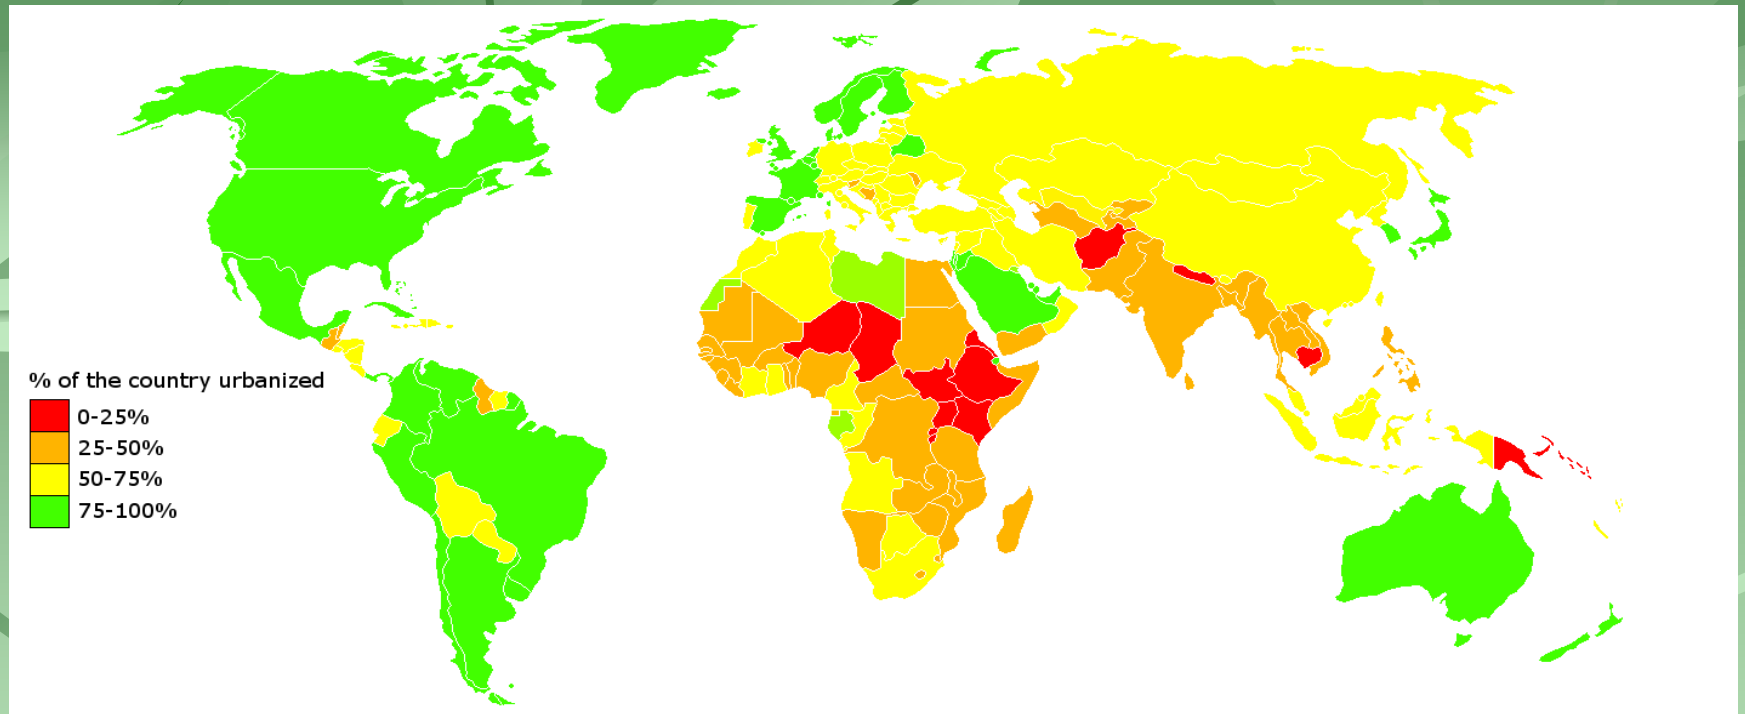 % of the country urbanized
0-25%
25-50%
50-75%
75-100%